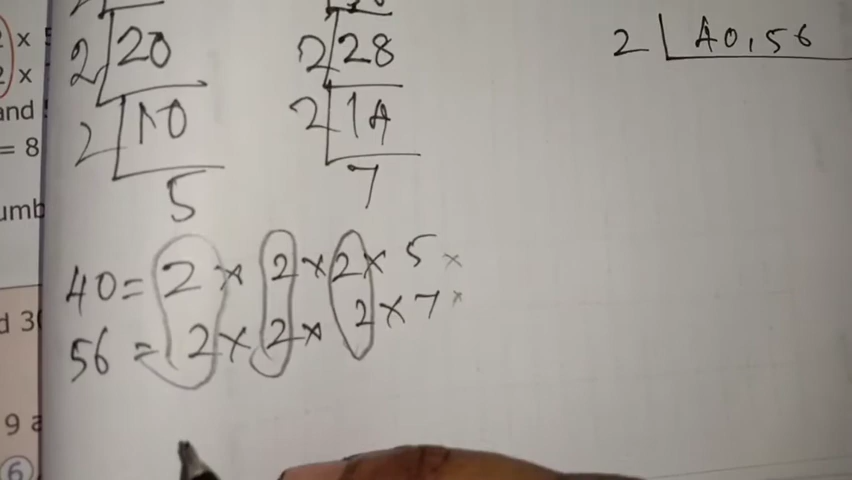 2 20
2 10
5
2 28
2 14
7
40 = 2 × 2 × 2 × 5 ×
56 = 2 × 2 × 2 × 7 ×
2 40, 56
× 
×
and
= 8
umb
9 a
6